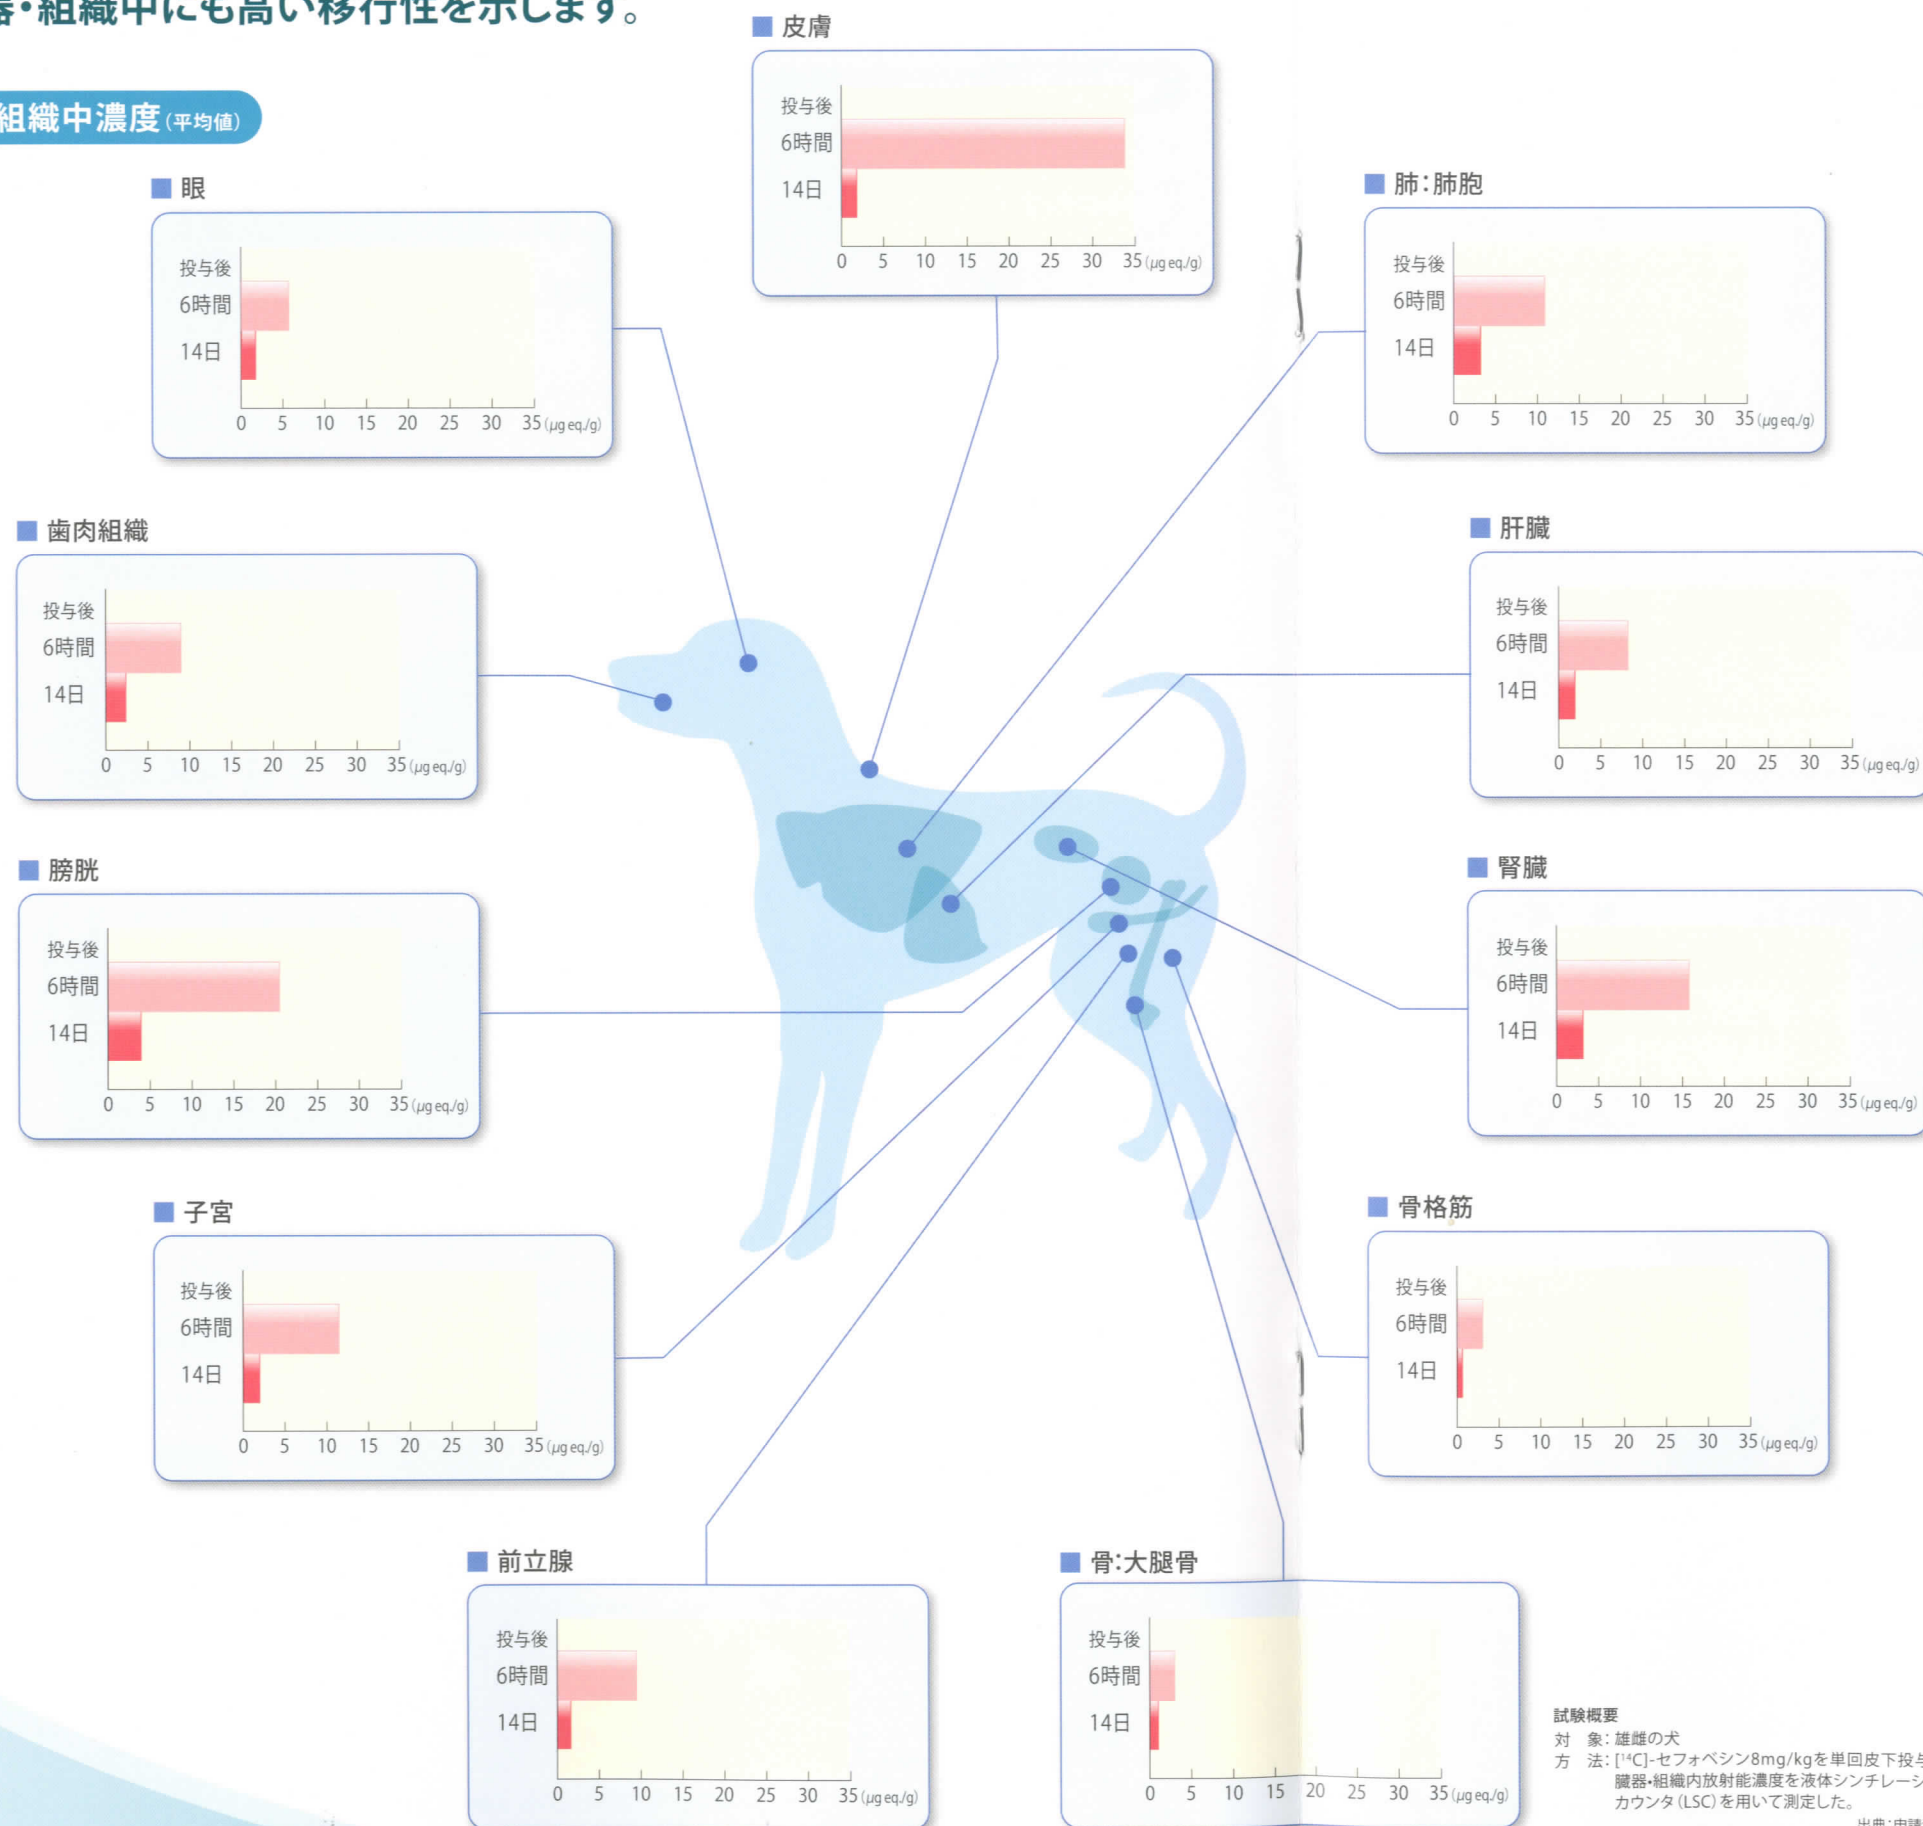 器・組織中にも高い移行性を示します。
組織中濃度(平均値)
皮膚
投与後
6時間
14日
0 5 10 15 20 25 30 35 (μg eq./g)
眼
投与後
6時間
14日
0 5 10 15 20 25 30 35 (μg eq./g)
肺:肺胞
投与後
6時間
14日
0 5 10 15 20 25 30 35 (μg eq./g)
歯肉組織
投与後
6時間
14日
0 5 10 15 20 25 30 35 (μg eq./g)
肝臓
投与後
6時間
14日
0 5 10 15 20 25 30 35 (μg eq./g)
膀胱
投与後
6時間
14日
0 5 10 15 20 25 30 35 (μg eq./g)
腎臓
投与後
6時間
14日
0 5 10 15 20 25 30 35 (μg eq./g)
子宮
投与後
6時間
14日
0 5 10 15 20 25 30 35 (μg eq./g)
骨格筋
投与後
6時間
14日
0 5 10 15 20 25 30 35 (μg eq./g)
前立腺
投与後
6時間
14日
0 5 10 15 20 25 30 35 (μg eq./g)
骨:大腿骨
投与後
6時間
14日
0 5 10 15 20 25 30 35 (μg eq./g)
試験概要
対 象:雄雌の犬
方 法:[¹⁴C]-セフォベシン8mg/kgを単回皮下投与
臓器・組織内放射能濃度を液体シンチレーシ
カウンタ(LSC)を用いて測定した。
出典:申請